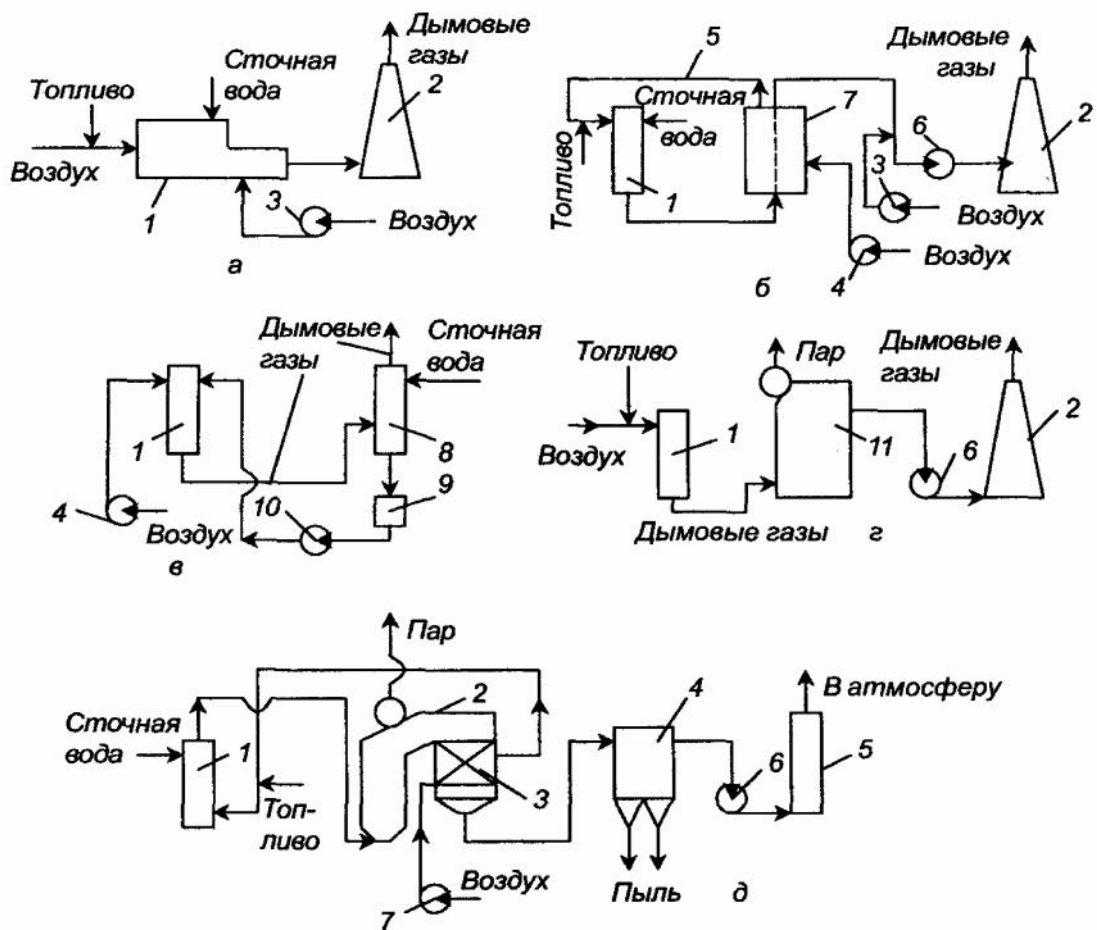 Дымовые
газы
Сточная
вода
2
Топливо
Воздух
1
3
Воздух
а
5
Сточная
вода
7
Дымовые
газы
6
2
Топливо
1
3
Воздух
4
Воздух
б
Дымовые
газы
Сточная
вода
1
8
9
4
Воздух
10
в
Топливо
Пар
Дымовые
газы
2
1
Воздух
11
6
Дымовые газы
г
Пар
2
Сточная
вода
1
Топ-
ливо
3
4
В атмосферу
6
5
Воздух
7
Пыль
д